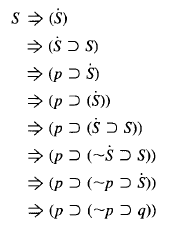 S ⇒ (Ṡ)
⇒ (Ṡ ⊃ S)
⇒ (p ⊃ Ṡ)
⇒ (p ⊃ (Ṡ))
⇒ (p ⊃ (Ṡ ⊃ S))
⇒ (p ⊃ (~Ṡ ⊃ S))
⇒ (p ⊃ (~p ⊃ Ṡ))
⇒ (p ⊃ (~p ⊃ q))